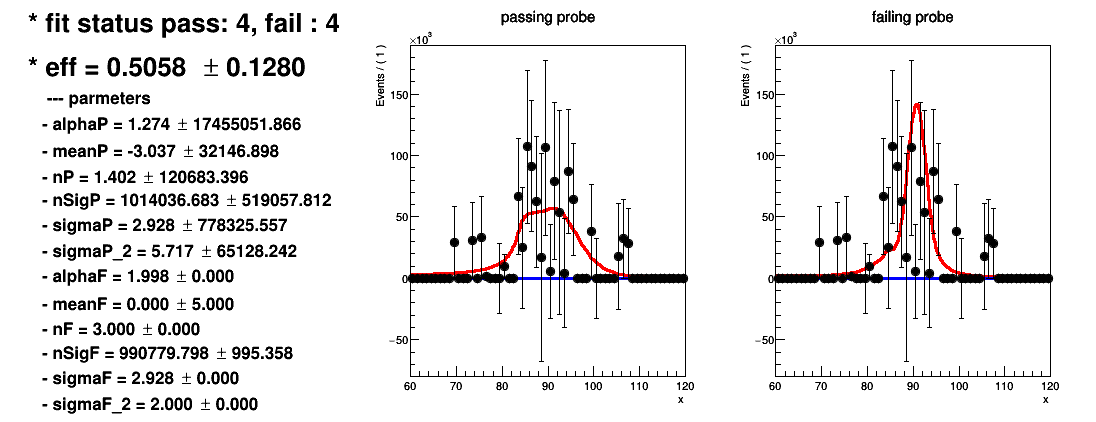 * fit status pass: 4, fail : 4
* eff = 0.5058 ± 0.1280
--- parmeters
- alphaP = 1.274 ± 17455051.866
- meanP = -3.037 ± 32146.898
- nP = 1.402 ± 120683.396
- nSigP = 1014036.683 ± 519057.812
- sigmaP = 2.928 ± 778325.557
- sigmaP_2 = 5.717 ± 65128.242
- alphaF = 1.998 ± 0.000
- meanF = 0.000 ± 5.000
- nF = 3.000 ± 0.000
- nSigF = 990779.798 ± 995.358
- sigmaF = 2.928 ± 0.000
- sigmaF_2 = 2.000 ± 0.000
passing probe
×10³
Events / ( 1 )
150
100
50
0
−50
60 70 80 90 100 110 120
x
failing probe
×10³
Events / ( 1 )
150
100
50
0
−50
60 70 80 90 100 110 120
x